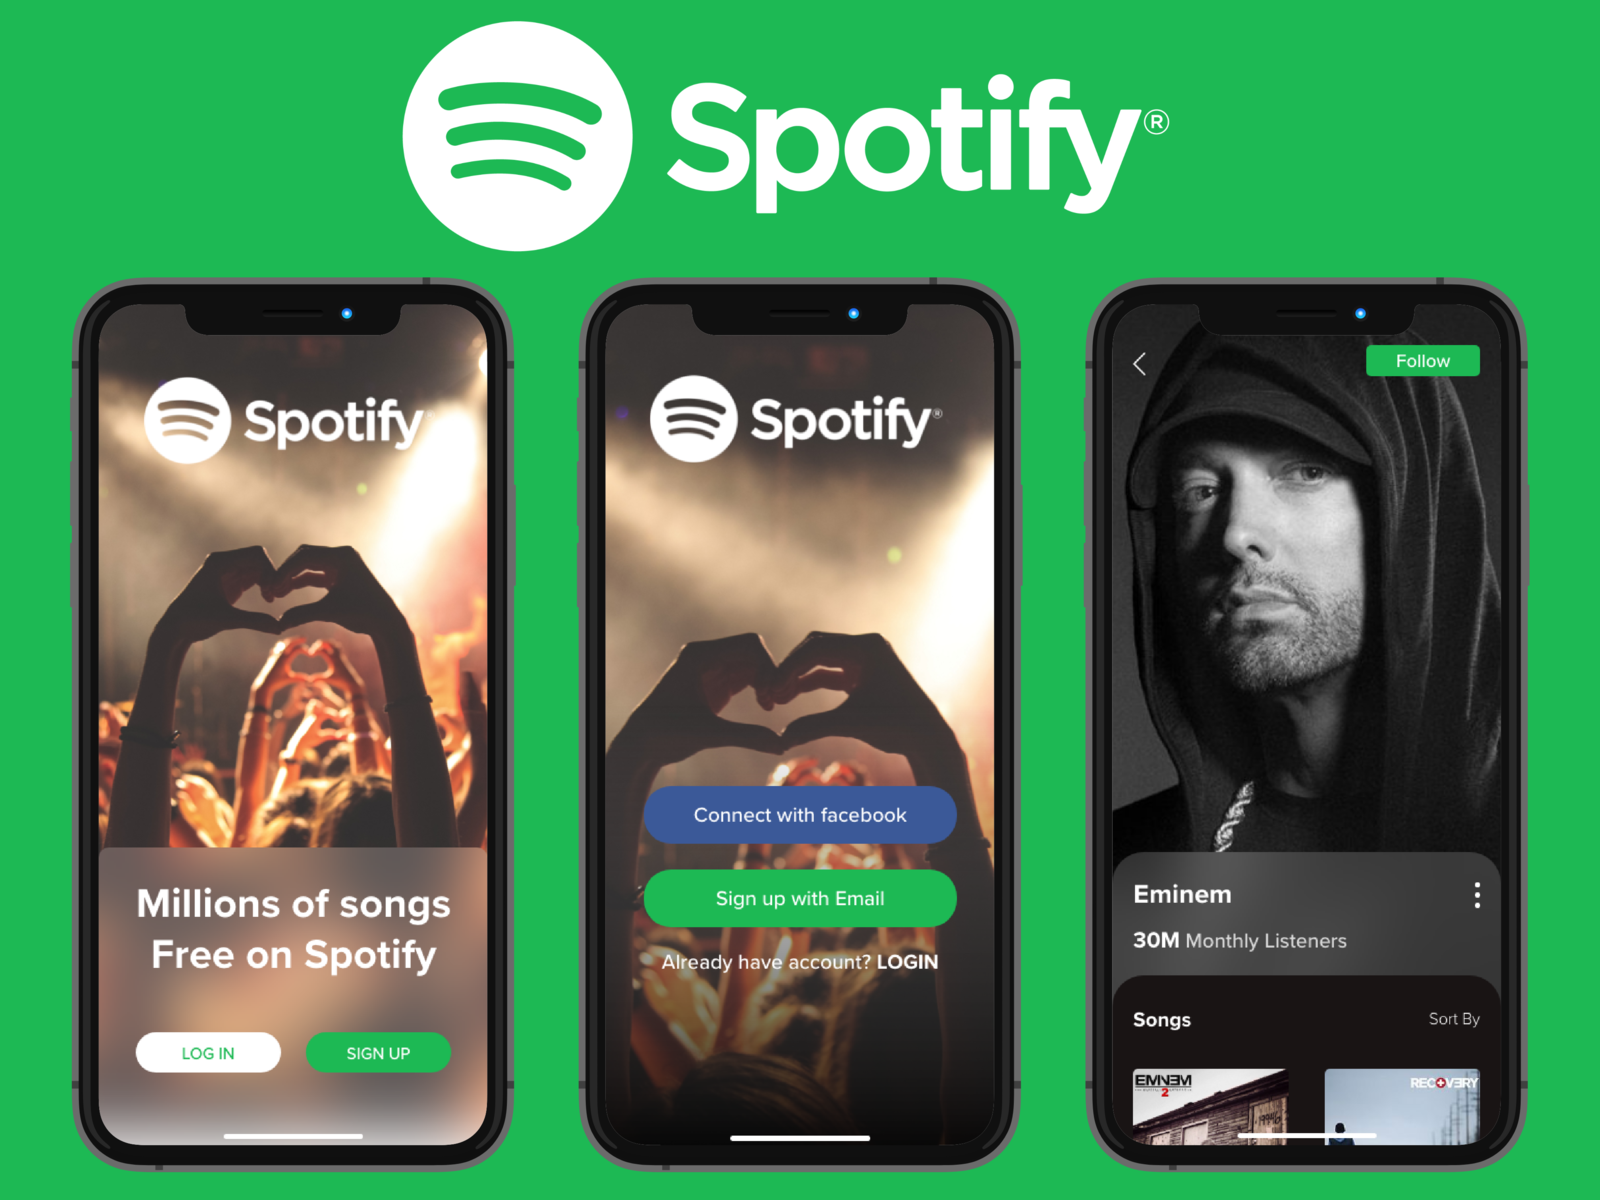 Spotify®
Spotify
Millions of songs
Free on Spotify
LOG IN
SIGN UP
Spotify®
Connect with facebook
Sign up with Email
Already have account? LOGIN
Follow
Eminem
30M Monthly Listeners
Songs
Sort By
EMINEM
2
RECOVERY